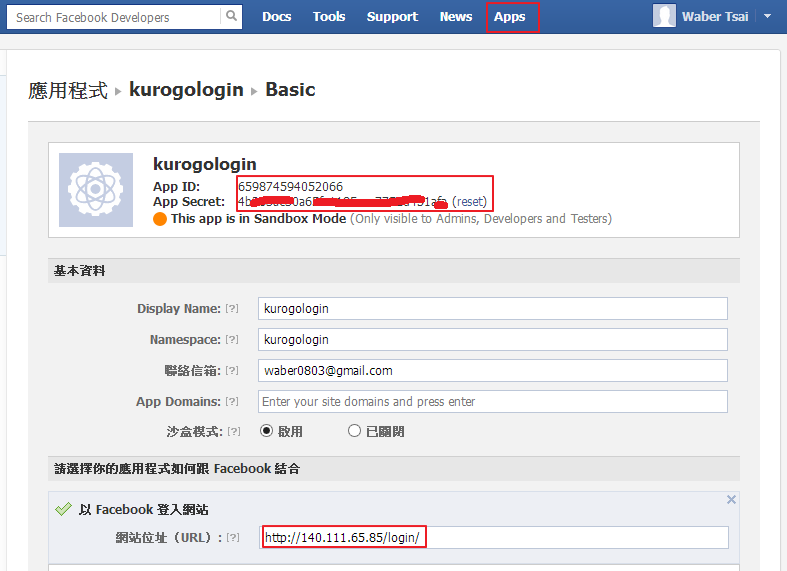 Search Facebook Developers
Docs Tools Support News Apps Waber Tsai
應用程式 ▸ kurogologin ▸ Basic
kurogologin
App ID: 659874594052066
App Secret: (reset)
This app is in Sandbox Mode (Only visible to Admins, Developers and Testers)
基本資料
Display Name: [?] kurogologin
Namespace: [?] kurogologin
聯絡信箱: [?] waber0803@gmail.com
App Domains: [?] Enter your site domains and press enter
沙盒模式: [?] 啟用 已關閉
請選擇你的應用程式如何跟 Facebook 結合
以 Facebook 登入網站
網站位址（URL）: [?] http://140.111.65.85/login/